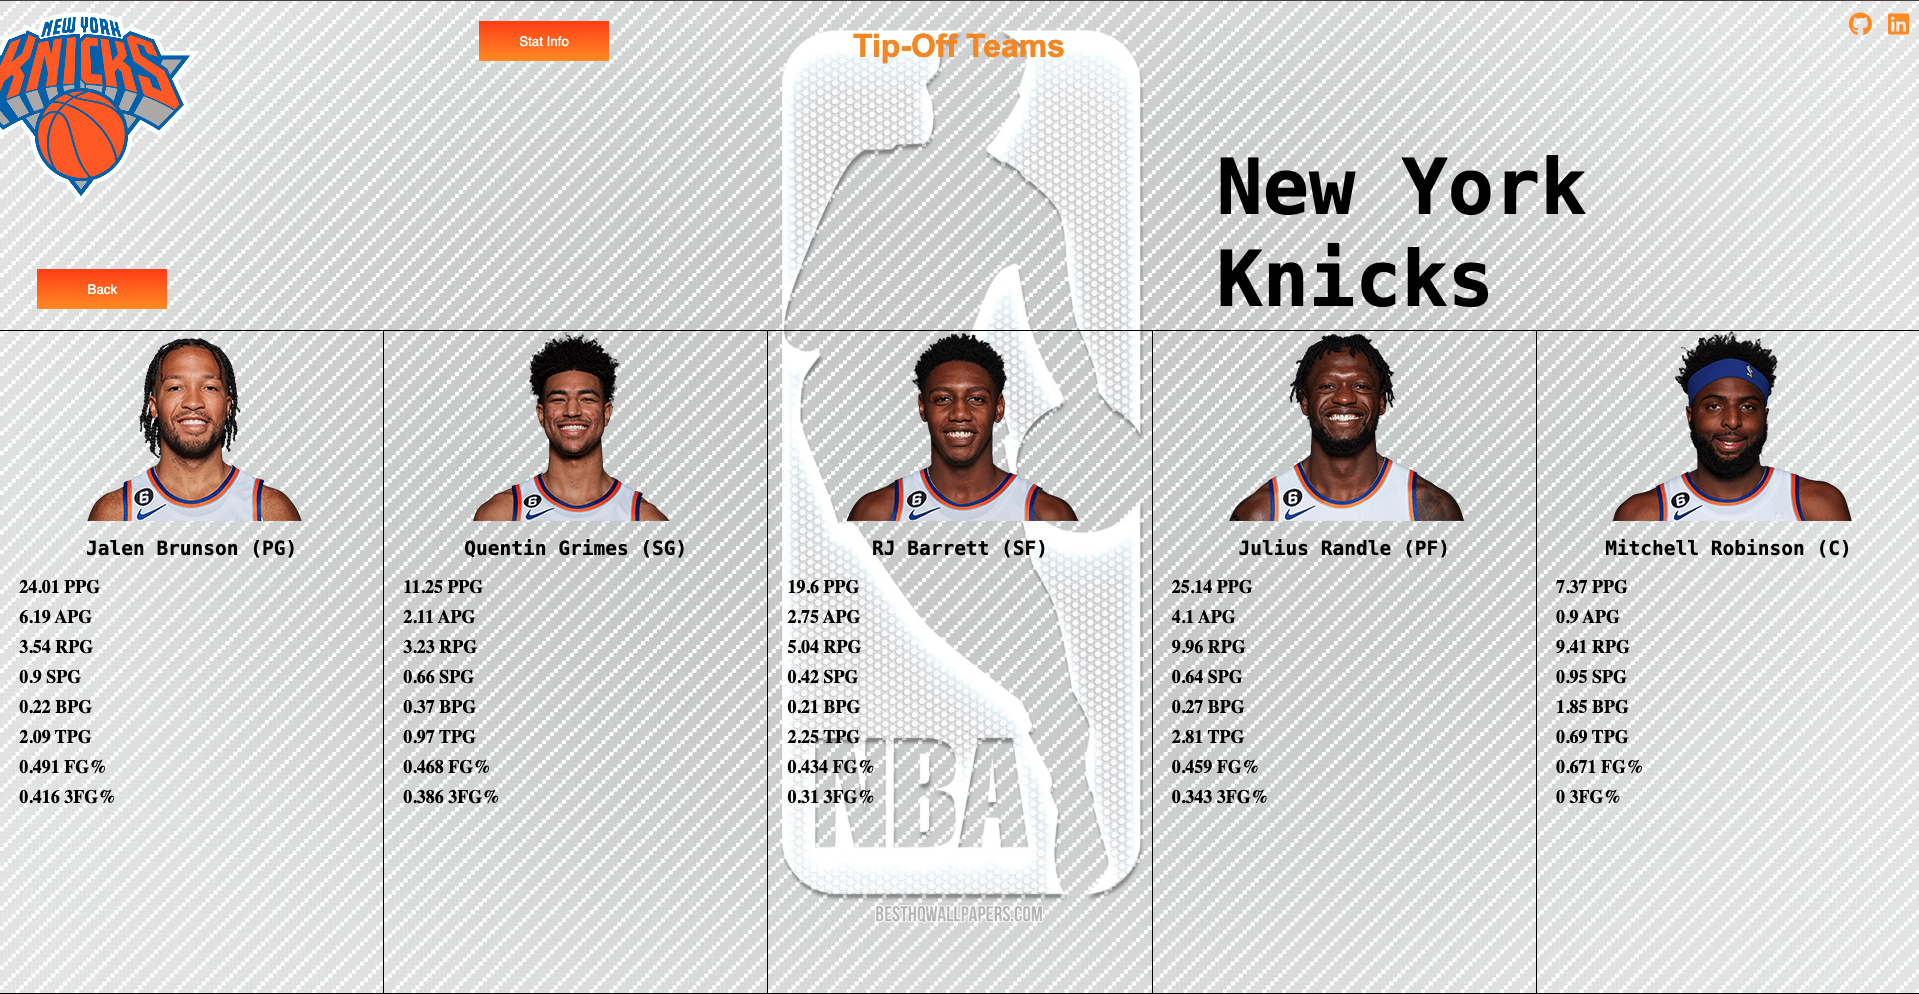 NEW YORK
KNICKS
Stat Info
Tip-Off Teams
New York
Knicks
Back
Jalen Brunson (PG)
24.01 PPG
6.19 APG
3.54 RPG
0.9 SPG
0.22 BPG
2.09 TPG
0.491 FG%
0.416 3FG%
Quentin Grimes (SG)
11.25 PPG
2.11 APG
3.23 RPG
0.66 SPG
0.37 BPG
0.97 TPG
0.468 FG%
0.386 3FG%
RJ Barrett (SF)
19.6 PPG
2.75 APG
5.04 RPG
0.42 SPG
0.21 BPG
2.25 TPG
0.434 FG%
0.31 3FG%
Julius Randle (PF)
25.14 PPG
4.1 APG
9.96 RPG
0.64 SPG
0.27 BPG
2.81 TPG
0.459 FG%
0.343 3FG%
Mitchell Robinson (C)
7.37 PPG
0.9 APG
9.41 RPG
0.95 SPG
1.85 BPG
0.69 TPG
0.671 FG%
0 3FG%
6
6
6
6
6
in
NBA
BESTHQWALLPAPERS.COM